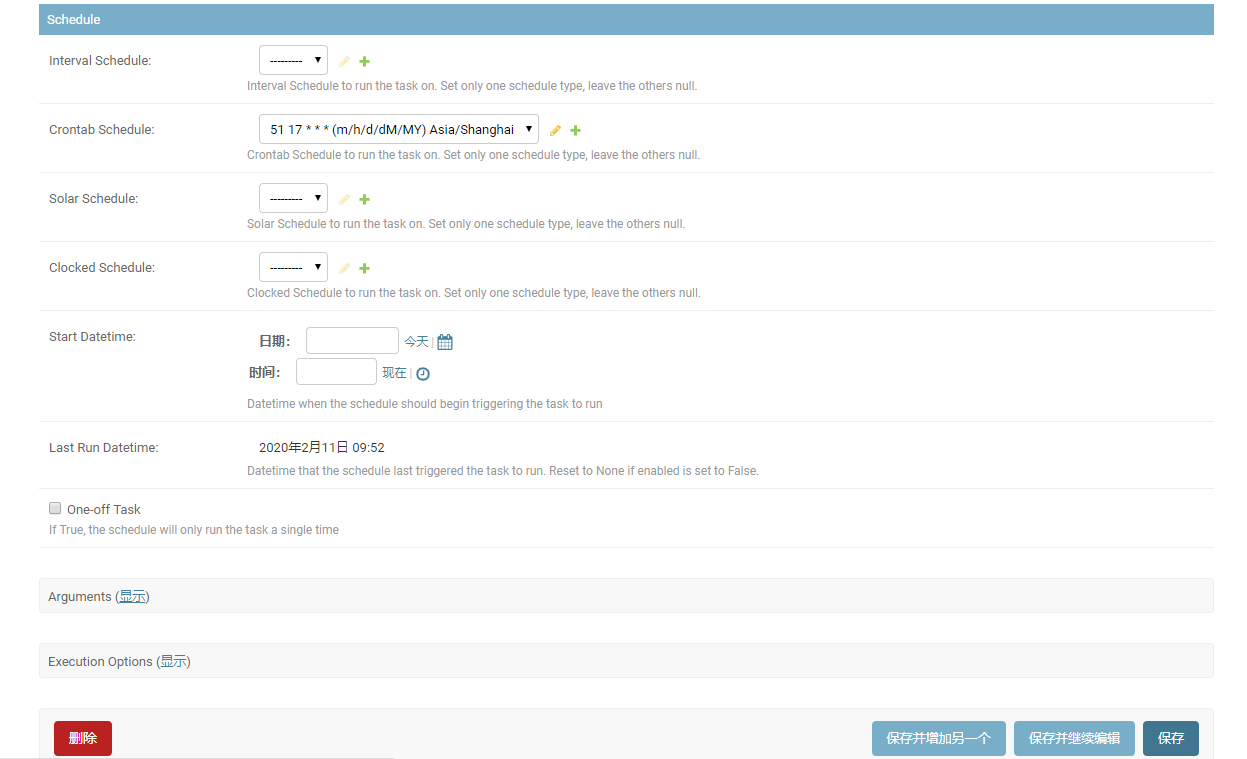 Schedule
Interval Schedule: ---------
Interval Schedule to run the task on. Set only one schedule type, leave the others null.
Crontab Schedule: 51 17 * * * (m/h/d/dM/MY) Asia/Shanghai
Crontab Schedule to run the task on. Set only one schedule type, leave the others null.
Solar Schedule: ---------
Solar Schedule to run the task on. Set only one schedule type, leave the others null.
Clocked Schedule: ---------
Clocked Schedule to run the task on. Set only one schedule type, leave the others null.
Start Datetime: 日期: 今天 |
时间: 现在 |
Datetime when the schedule should begin triggering the task to run
Last Run Datetime: 2020年2月11日 09:52
Datetime that the schedule last triggered the task to run. Reset to None if enabled is set to False.
One-off Task
If True, the schedule will only run the task a single time
Arguments (显示)
Execution Options (显示)
删除 保存并增加另一个 保存并继续编辑 保存